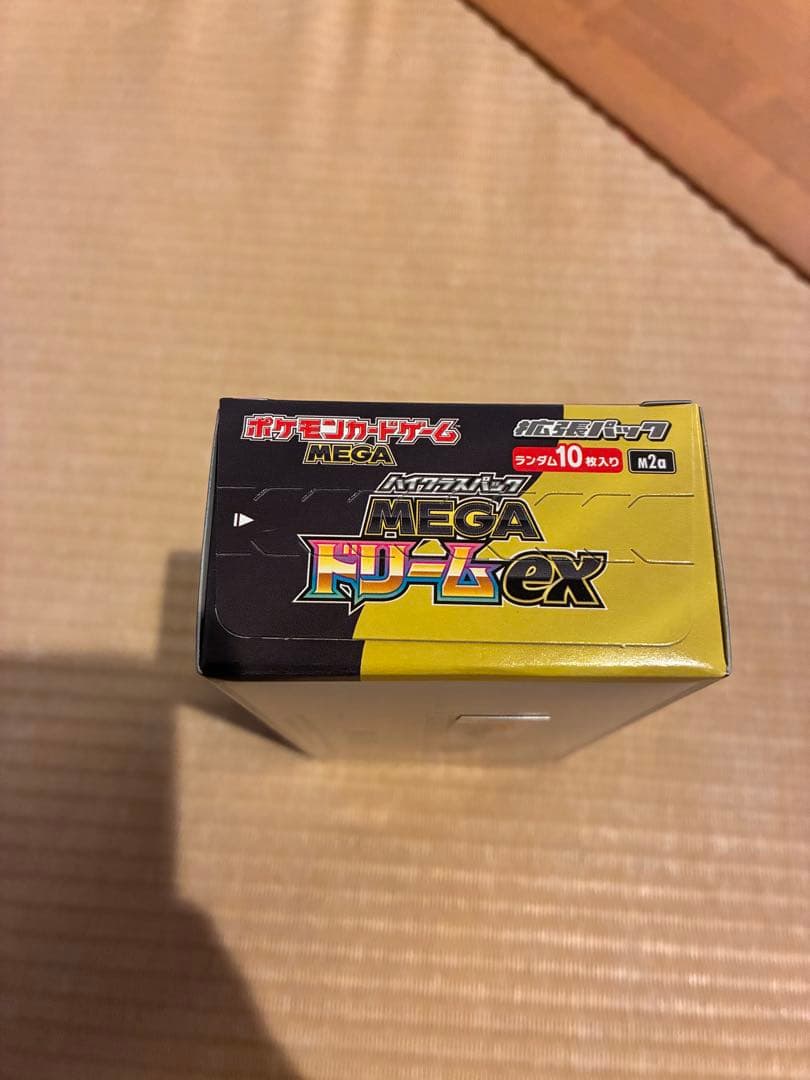 ポケモンカードゲーム
MEGA
拡張パック
ランダム10枚入り
M2a
ハイクラスパック
MEGA
ドリームex